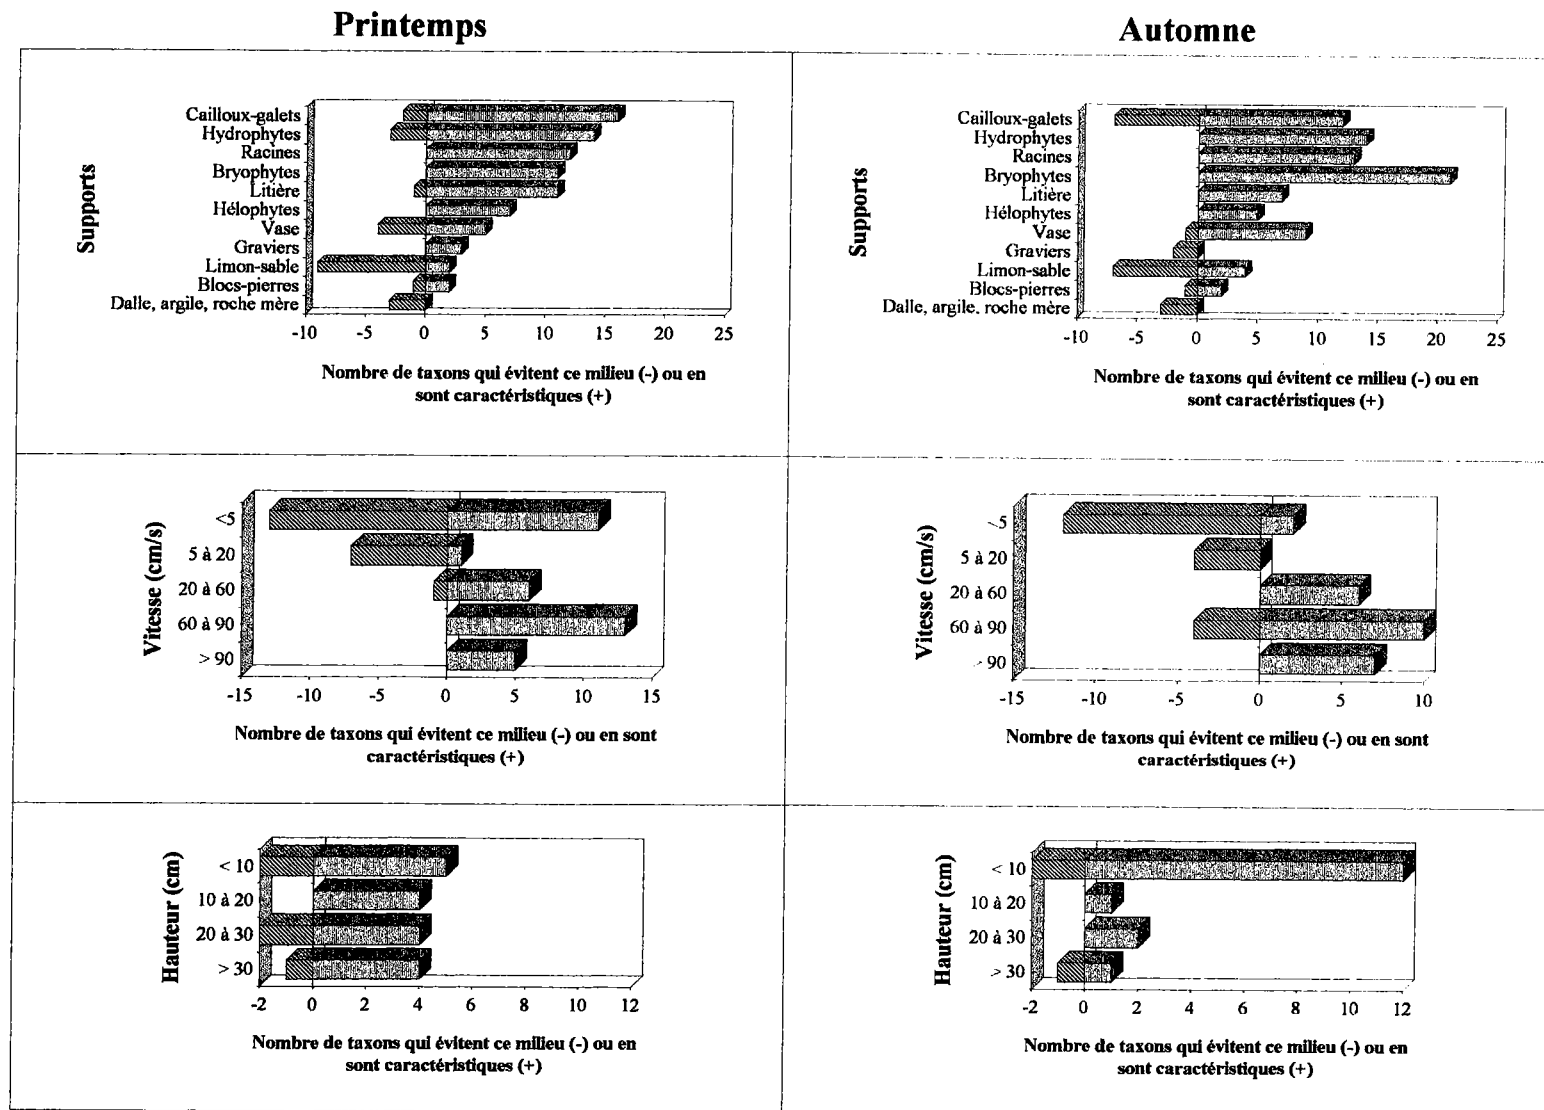 Printemps
Automne
Supports
Cailloux-galets
Hydrophytes
Racines
Bryophytes
Litière
Hélophytes
Vase
Graviers
Limon-sable
Blocs-pierres
Dalle, argile, roche mère
-10 -5 0 5 10 15 20 25
Nombre de taxons qui évitent ce milieu (-) ou en
sont caractéristiques (+)
Supports
Cailloux-galets
Hydrophytes
Racines
Bryophytes
Litière
Hélophytes
Vase
Graviers
Limon-sable
Blocs-pierres
Dalle, argile, roche mère
-10 -5 0 5 10 15 20 25
Nombre de taxons qui évitent ce milieu (-) ou en
sont caractéristiques (+)
Vitesse (cm/s)
<5
5 à 20
20 à 60
60 à 90
> 90
-15 -10 -5 0 5 10 15
Nombre de taxons qui évitent ce milieu (-) ou en sont
caractéristiques (+)
Vitesse (cm/s)
<5
5 à 20
20 à 60
60 à 90
> 90
-15 -10 -5 0 5 10
Nombre de taxons qui évitent ce milieu (-) ou en sont
caractéristiques (+)
Hauteur (cm)
< 10
10 à 20
20 à 30
> 30
-2 0 2 4 6 8 10 12
Nombre de taxons qui évitent ce milieu (-) ou en
sont caractéristiques (+)
Hauteur (cm)
< 10
10 à 20
20 à 30
> 30
-2 0 2 4 6 8 10 12
Nombre de taxons qui évitent ce milieu (-) ou en
sont caractéristiques (+)